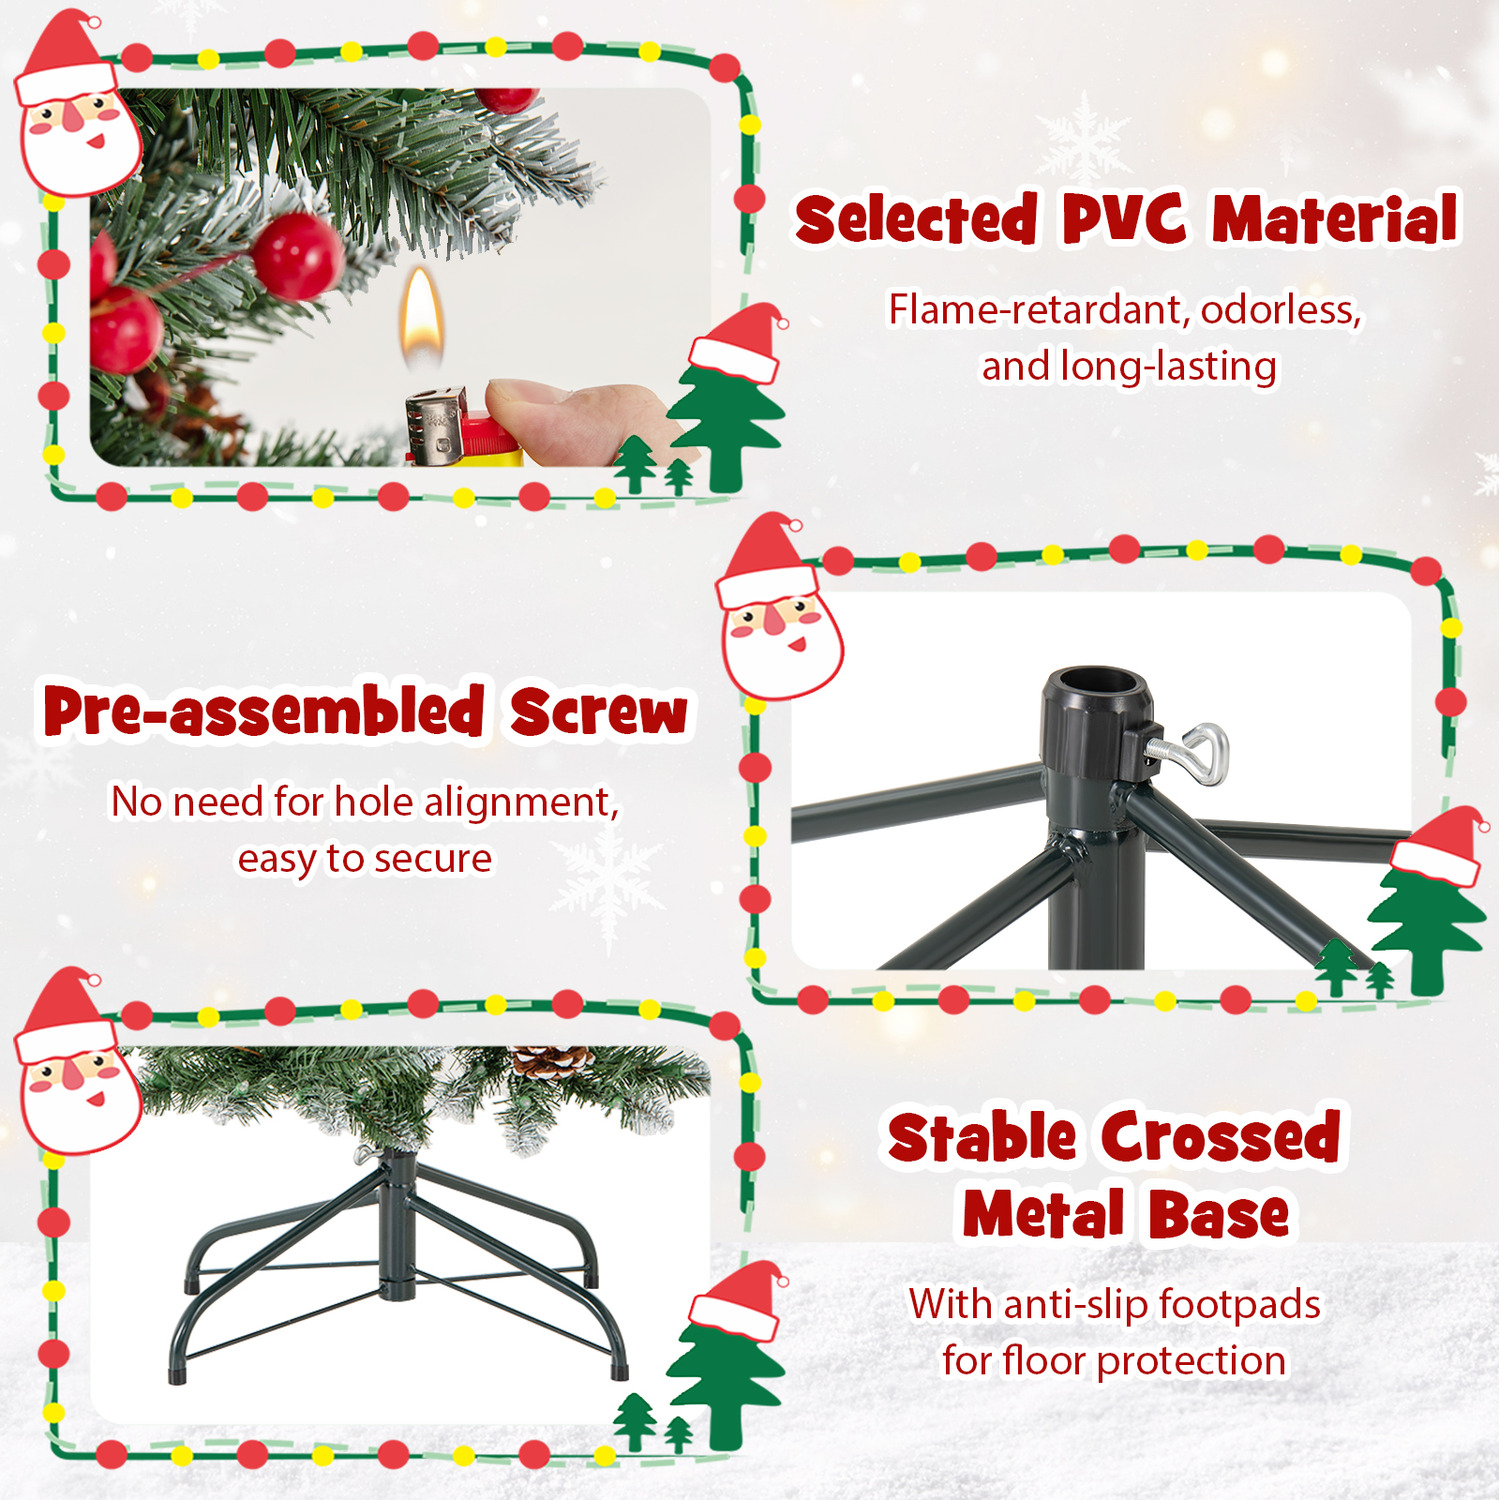 Selected PVC Material
Flame-retardant, odorless,
and long-lasting
Pre-assembled Screw
No need for hole alignment,
easy to secure
Stable Crossed
Metal Base
With anti-slip footpads
for floor protection